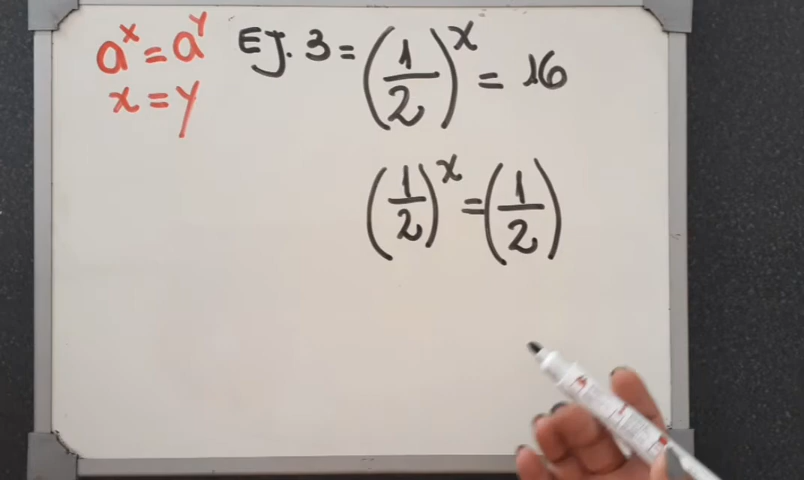 a^x = a^y
x = y
EJ. 3 = (1/2)^x = 16
(1/2)^x = (1/2)